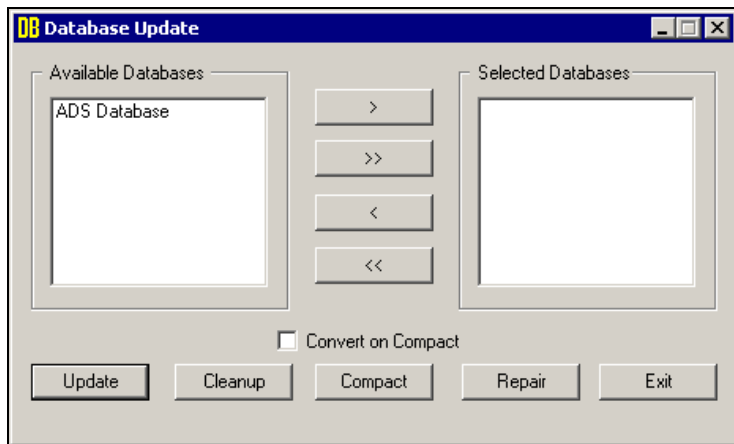 DB Database Update
Available Databases
Selected Databases
ADS Database
>
>>
<
<<
Convert on Compact
Update
Cleanup
Compact
Repair
Exit